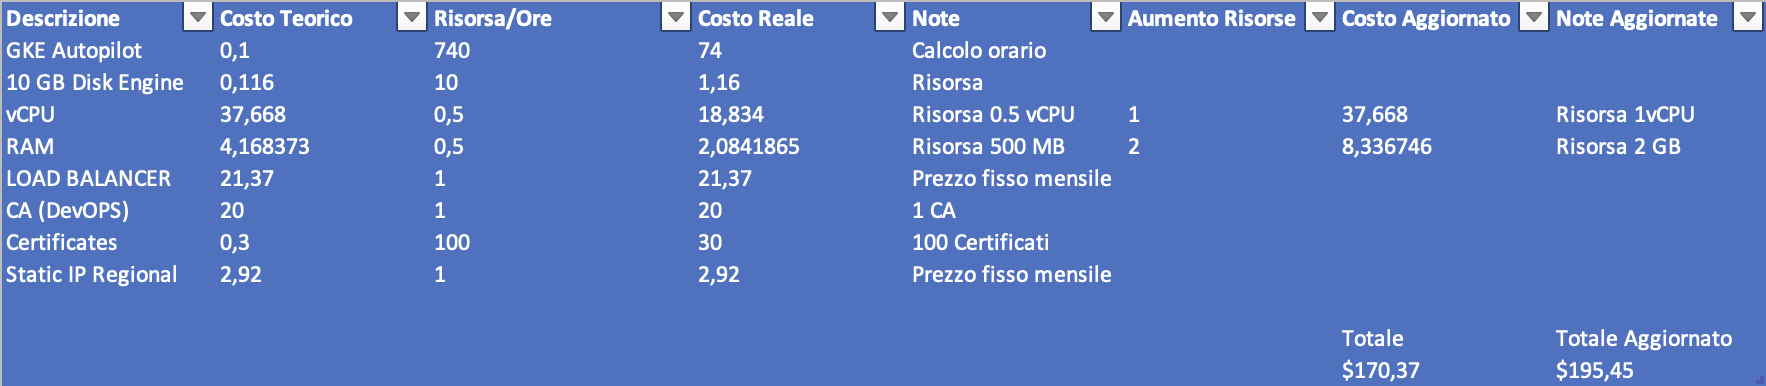 Descrizione Costo Teorico Risorsa/Ore Costo Reale Note Aumento Risorse Costo Aggiornato Note Aggiornate
GKE Autopilot 0,1 740 74 Calcolo orario
10 GB Disk Engine 0,116 10 1,16 Risorsa
vCPU 37,668 0,5 18,834 Risorsa 0.5 vCPU 1 37,668 Risorsa 1vCPU
RAM 4,168373 0,5 2,0841865 Risorsa 500 MB 2 8,336746 Risorsa 2 GB
LOAD BALANCER 21,37 1 21,37 Prezzo fisso mensile
CA (DevOPS) 20 1 20 1 CA
Certificates 0,3 100 30 100 Certificati
Static IP Regional 2,92 1 2,92 Prezzo fisso mensile
Totale Totale Aggiornato
$170,37 $195,45